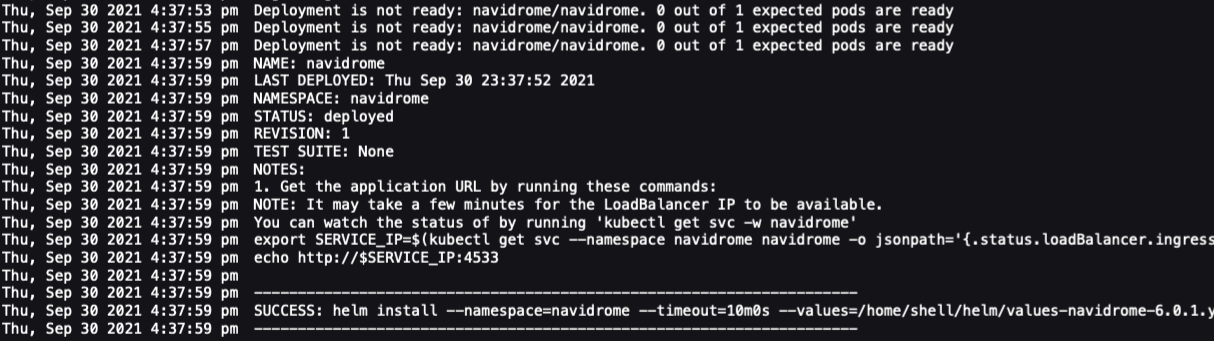 Thu, Sep 30 2021 4:37:53 pm Deployment is not ready: navidrome/navidrome. 0 out of 1 expected pods are ready
Thu, Sep 30 2021 4:37:55 pm Deployment is not ready: navidrome/navidrome. 0 out of 1 expected pods are ready
Thu, Sep 30 2021 4:37:57 pm Deployment is not ready: navidrome/navidrome. 0 out of 1 expected pods are ready
Thu, Sep 30 2021 4:37:59 pm NAME: navidrome
Thu, Sep 30 2021 4:37:59 pm LAST DEPLOYED: Thu Sep 30 23:37:52 2021
Thu, Sep 30 2021 4:37:59 pm NAMESPACE: navidrome
Thu, Sep 30 2021 4:37:59 pm STATUS: deployed
Thu, Sep 30 2021 4:37:59 pm REVISION: 1
Thu, Sep 30 2021 4:37:59 pm TEST SUITE: None
Thu, Sep 30 2021 4:37:59 pm NOTES:
Thu, Sep 30 2021 4:37:59 pm 1. Get the application URL by running these commands:
Thu, Sep 30 2021 4:37:59 pm NOTE: It may take a few minutes for the LoadBalancer IP to be available.
Thu, Sep 30 2021 4:37:59 pm You can watch the status of by running 'kubectl get svc -w navidrome'
Thu, Sep 30 2021 4:37:59 pm export SERVICE_IP=$(kubectl get svc --namespace navidrome navidrome -o jsonpath='{.status.loadBalancer.ingress
Thu, Sep 30 2021 4:37:59 pm echo http://$SERVICE_IP:4533
Thu, Sep 30 2021 4:37:59 pm
Thu, Sep 30 2021 4:37:59 pm ---------------------------------------------------------------------
Thu, Sep 30 2021 4:37:59 pm SUCCESS: helm install --namespace=navidrome --timeout=10m0s --values=/home/shell/helm/values-navidrome-6.0.1.y
Thu, Sep 30 2021 4:37:59 pm ---------------------------------------------------------------------